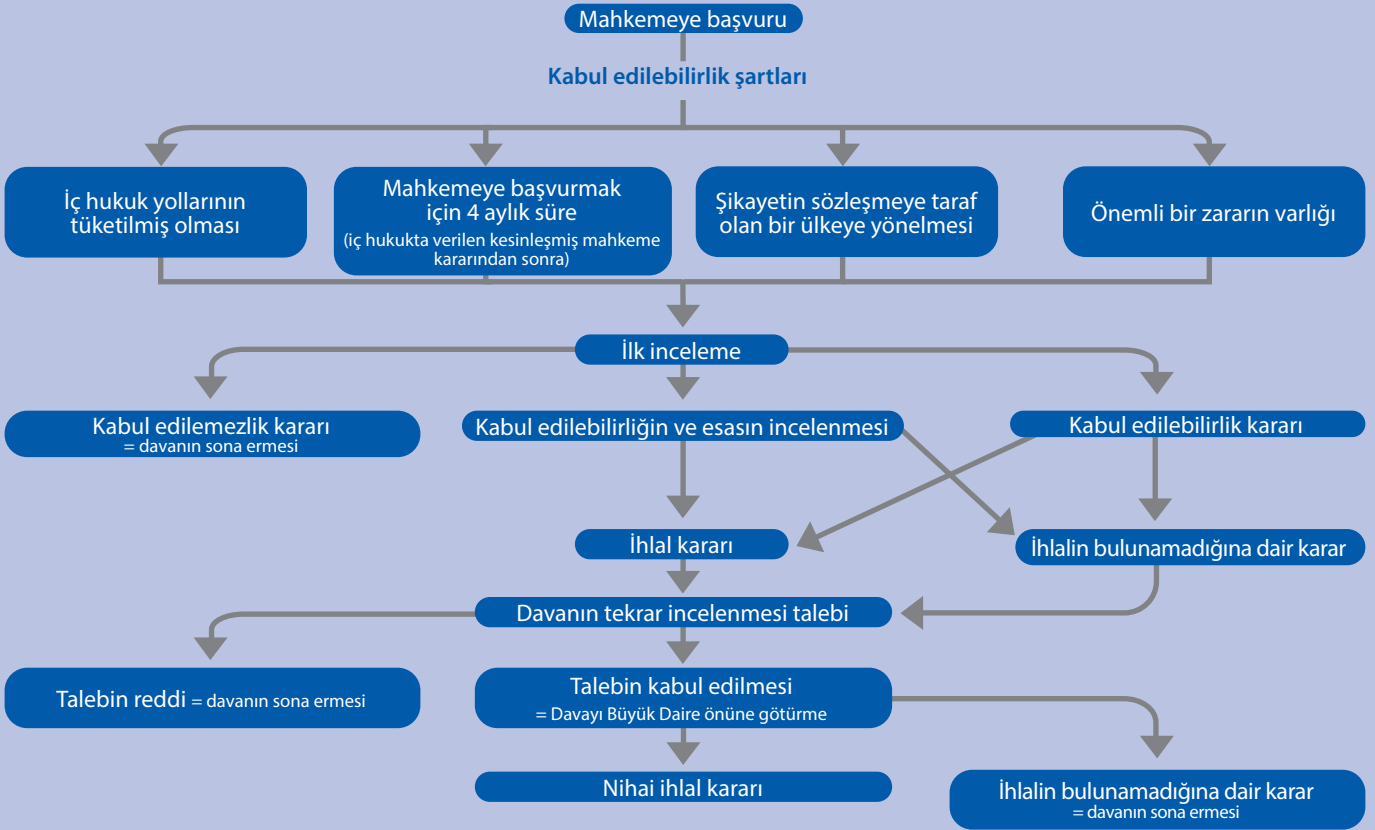 Mahkemeye başvuru
Kabul edilebilirlik şartları
İç hukuk yollarının
tüketilmiş olması
Mahkemeye başvurmak
için 4 aylık süre
(iç hukukta verilen kesinleşmiş mahkeme
kararından sonra)
Şikayetin sözleşmeye taraf
olan bir ülkeye yönelmesi
Önemli bir zararın varlığı
İlk inceleme
Kabul edilemezlik kararı
= davanın sona ermesi
Kabul edilebilirliğin ve esasın incelenmesi
Kabul edilebilirlik kararı
İhlal kararı
İhlalin bulunamadığına dair karar
Davanın tekrar incelenmesi talebi
Talebin reddi = davanın sona ermesi
Talebin kabul edilmesi
= Davayı Büyük Daire önüne götürme
Nihai ihlal kararı
İhlalin bulunamadığına dair karar
= davanın sona ermesi